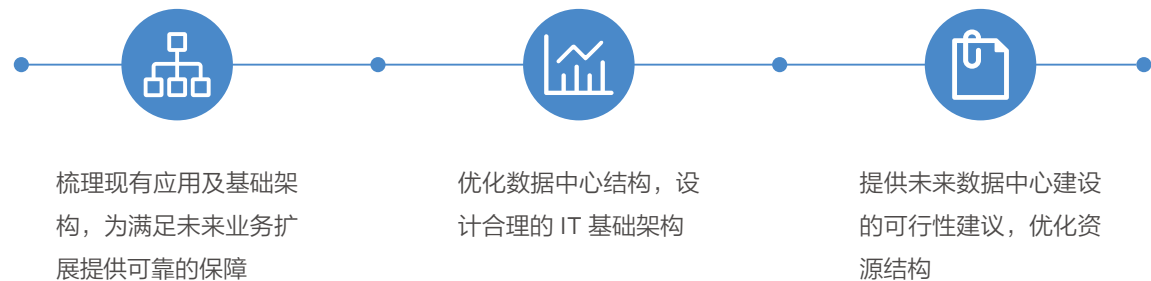 梳理现有应用及基础架
构，为满足未来业务扩
展提供可靠的保障
优化数据中心结构，设
计合理的 IT 基础架构
提供未来数据中心建设
的可行性建议，优化资
源结构